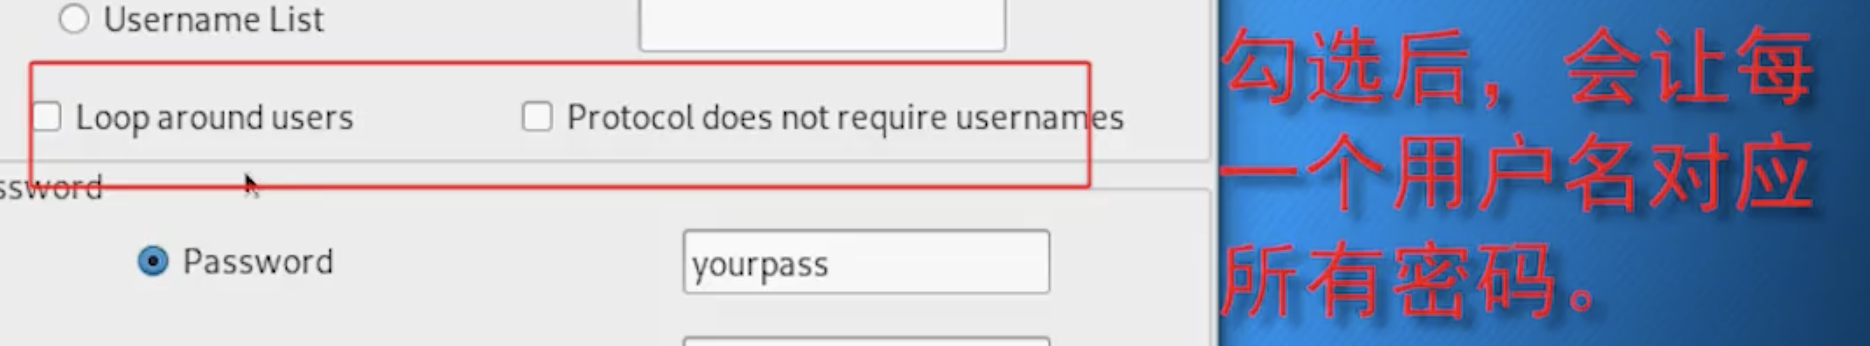 Username List
Loop around users
Protocol does not require usernames
ssword
Password
yourpass
勾选后，会让每
一个用户名对应
所有密码。